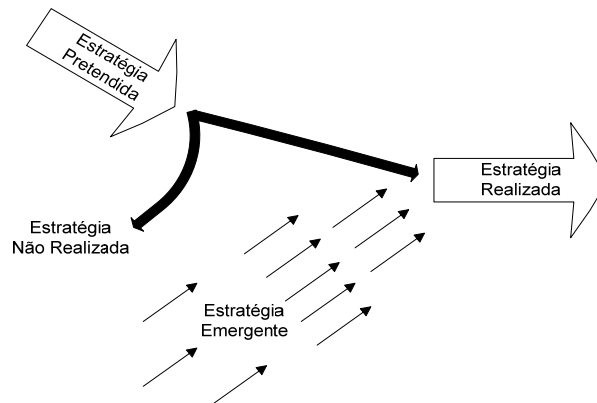 Estratégia
Pretendida
Estratégia
Realizada
Estratégia
Não Realizada
Estratégia
Emergente